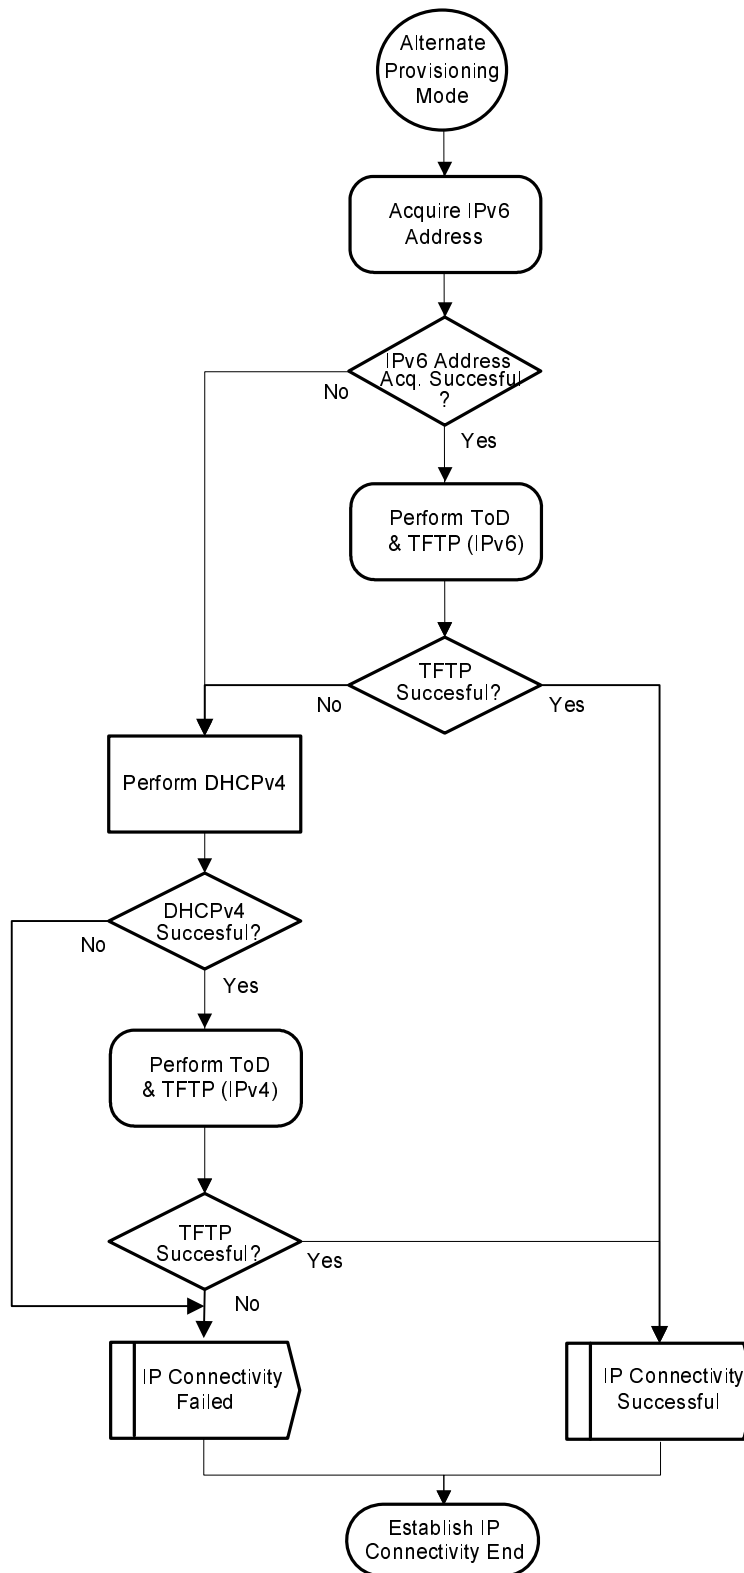 Alternate
Provisioning
Mode
Acquire IPv6
Address
IPv6 Address
Acq. Succesful
?
No
Yes
Perform ToD
& TFTP (IPv6)
TFTP
Succesful?
No
Yes
Perform DHCPv4
DHCPv4
Succesful?
No
Yes
Perform ToD
& TFTP (IPv4)
TFTP
Succesful?
Yes
No
IP Connectivity
Failed
IP Connectivity
Successful
Establish IP
Connectivity End